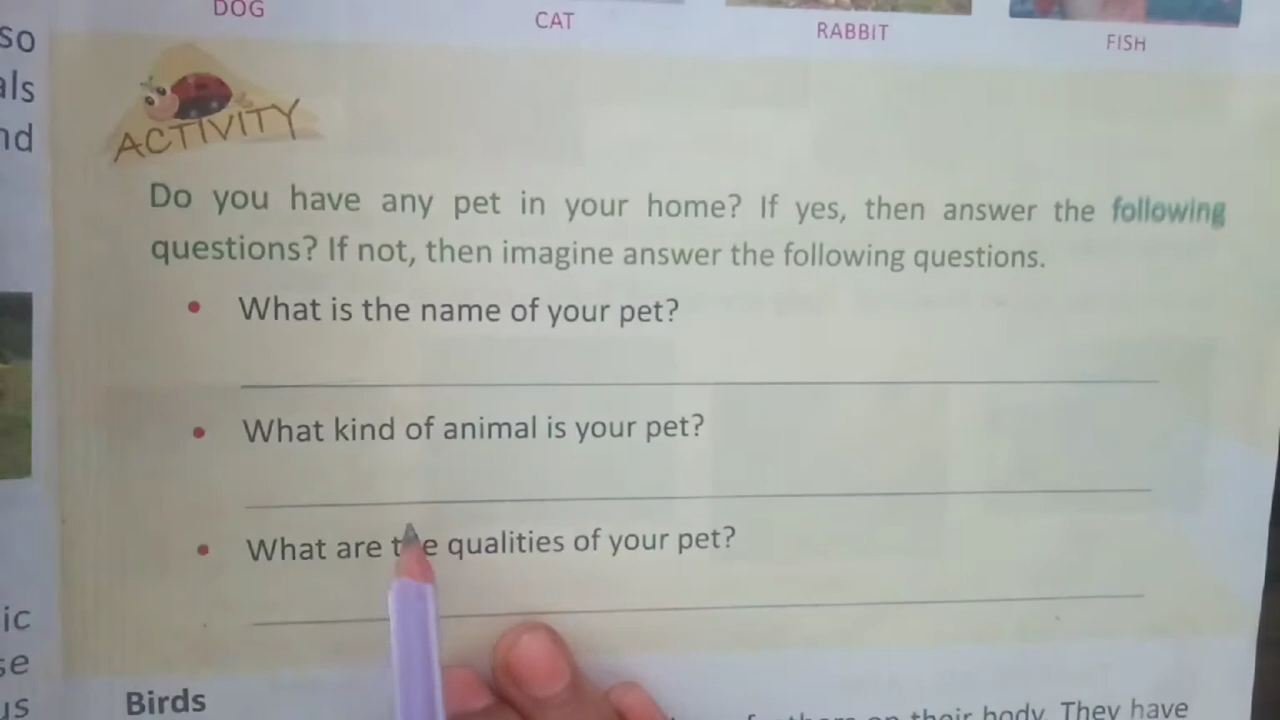 DOG
CAT
RABBIT
FISH
so
als
nd
ACTIVITY
Do you have any pet in your home? If yes, then answer the following
questions? If not, then imagine answer the following questions.
• What is the name of your pet?
• What kind of animal is your pet?
• What are the qualities of your pet?
ic
se
us
Birds
on their body. They have